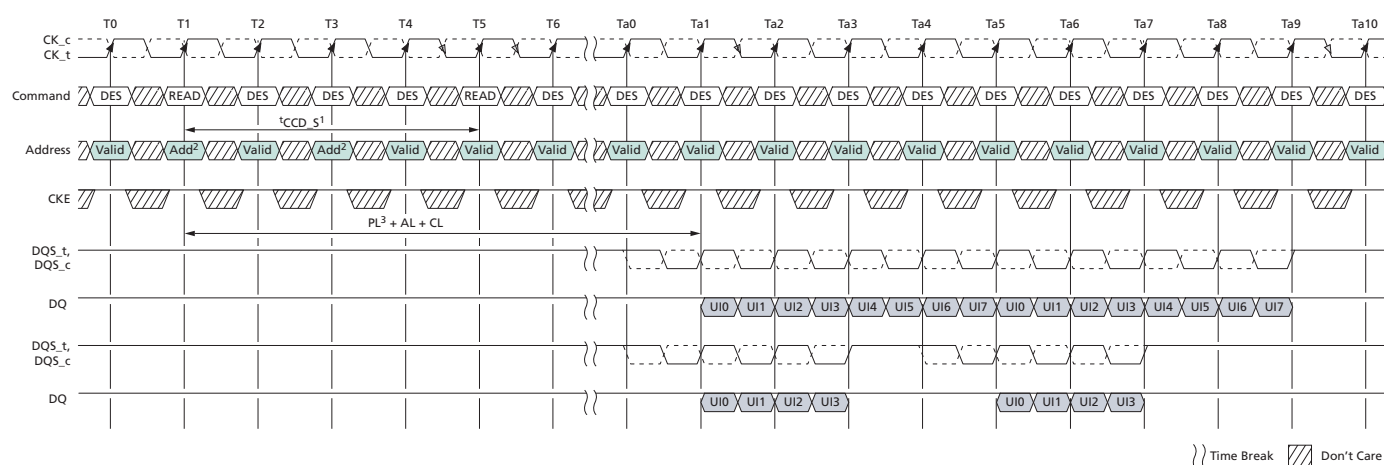 T0 T1 T2 T3 T4 T5 T6 Ta0 Ta1 Ta2 Ta3 Ta4 Ta5 Ta6 Ta7 Ta8 Ta9 Ta10
CK_c
CK_t
Command DES READ DES DES DES READ DES DES DES DES DES DES DES DES DES DES DES DES
tCCD_S1
Address Valid Add2 Valid Add2 Valid Valid Valid Valid Valid Valid Valid Valid Valid Valid Valid Valid Valid Valid
CKE
PL3 + AL + CL
DQS_t,
DQS_c
DQ UI0 UI1 UI2 UI3 UI4 UI5 UI6 UI7 UI0 UI1 UI2 UI3 UI4 UI5 UI6 UI7
DQS_t,
DQS_c
DQ UI0 UI1 UI2 UI3 UI0 UI1 UI2 UI3
Time Break Don't Care